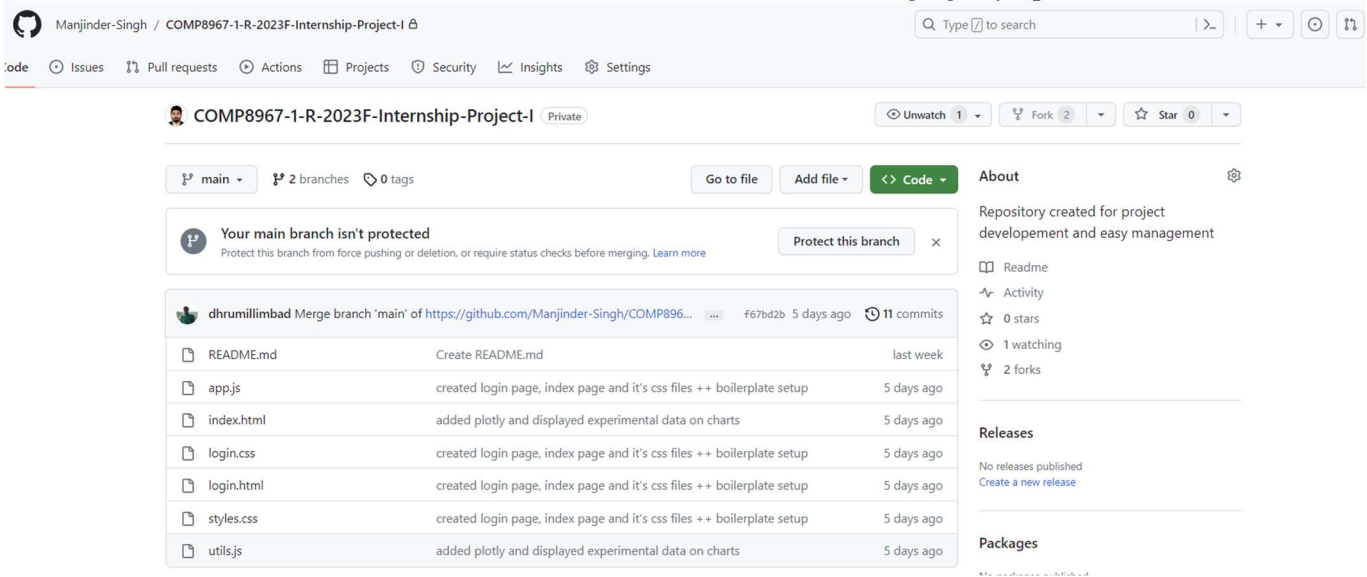 Manjinder-Singh / COMP8967-1-R-2023F-Internship-Project-I
Type / to search
Code Issues Pull requests Actions Projects Security Insights Settings
COMP8967-1-R-2023F-Internship-Project-I Private
Unwatch 1 Fork 2 Star 0
main 2 branches 0 tags
Go to file Add file <> Code
Your main branch isn't protected
Protect this branch from force pushing or deletion, or require status checks before merging. Learn more
Protect this branch
dhrumillimbad Merge branch 'main' of https://github.com/Manjinder-Singh/COMP896... ... f67bd2b 5 days ago 11 commits
README.md Create README.md last week
app.js created login page, index page and it's css files ++ boilerplate setup 5 days ago
index.html added plotly and displayed experimental data on charts 5 days ago
login.css created login page, index page and it's css files ++ boilerplate setup 5 days ago
login.html created login page, index page and it's css files ++ boilerplate setup 5 days ago
styles.css created login page, index page and it's css files ++ boilerplate setup 5 days ago
utils.js added plotly and displayed experimental data on charts 5 days ago
About
Repository created for project
developement and easy management
Readme
Activity
0 stars
1 watching
2 forks
Releases
No releases published
Create a new release
Packages